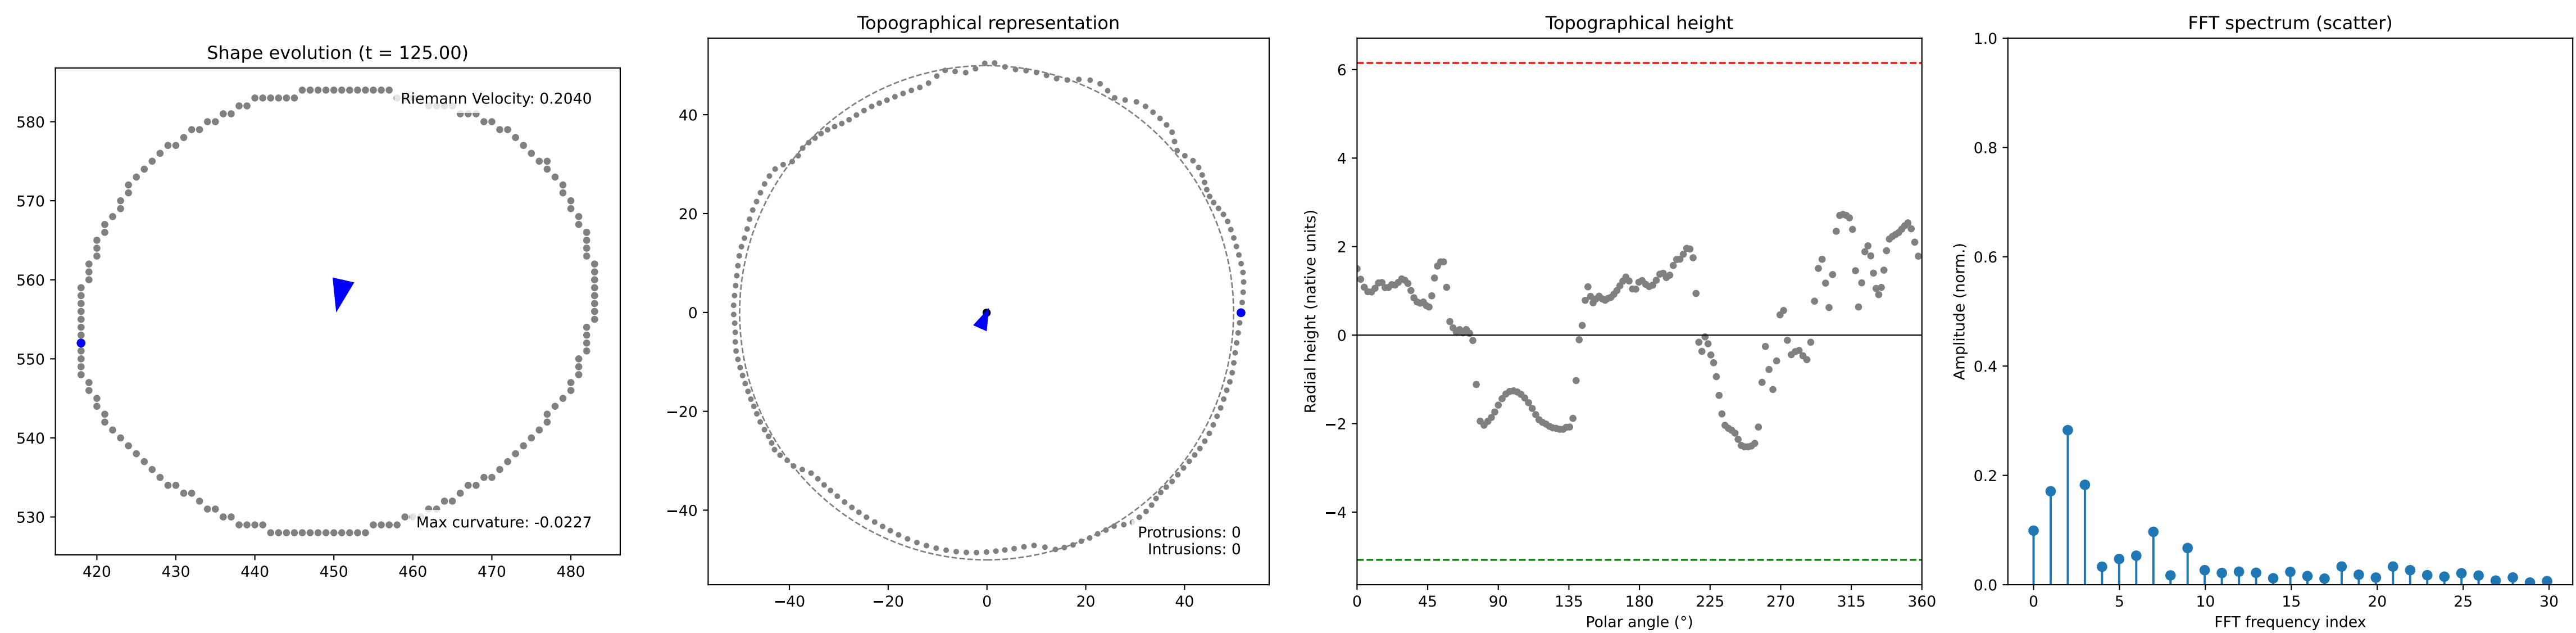 Shape evolution (t = 125.00)
Riemann Velocity: 0.2040
Max curvature: -0.0227
580
570
560
550
540
530
420 430 440 450 460 470 480
Topographical representation
40
20
0
−20
−40
−40 −20 0 20 40
Protrusions: 0
Intrusions: 0
Topographical height
Radial height (native units)
6
4
2
0
−2
−4
0 45 90 135 180 225 270 315 360
Polar angle (°)
FFT spectrum (scatter)
Amplitude (norm.)
1.0
0.8
0.6
0.4
0.2
0.0
0 5 10 15 20 25 30
FFT frequency index